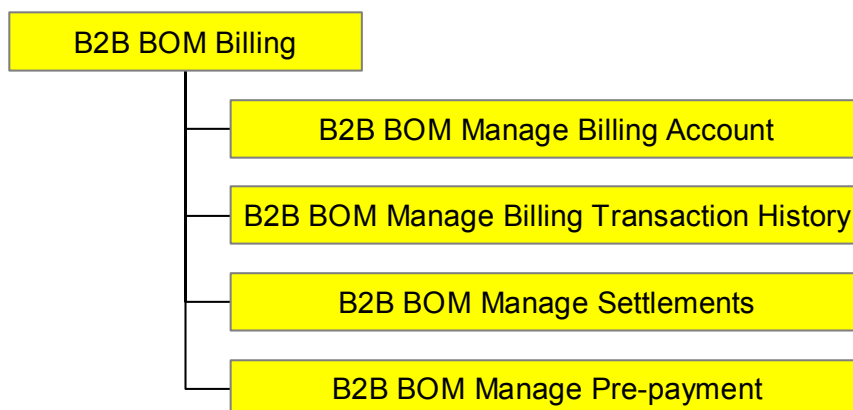 B2B BOM Billing
B2B BOM Manage Billing Account
B2B BOM Manage Billing Transaction History
B2B BOM Manage Settlements
B2B BOM Manage Pre-payment